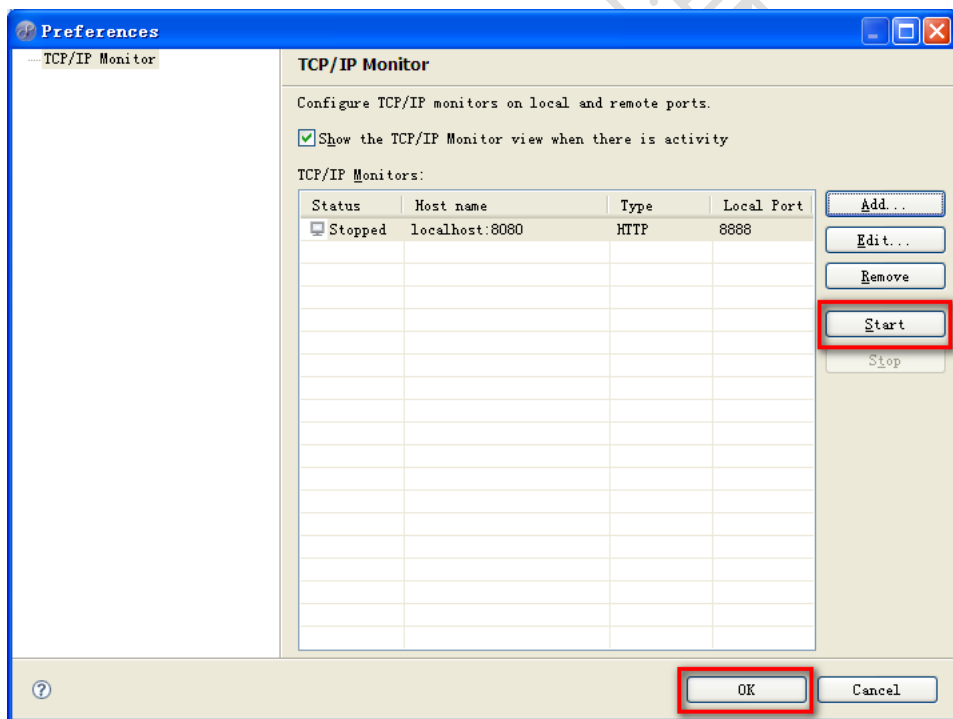 Preferences
TCP/IP Monitor
TCP/IP Monitor
Configure TCP/IP monitors on local and remote ports.
Show the TCP/IP Monitor view when there is activity
TCP/IP Monitors:
Status Host name Type Local Port
Stopped localhost:8080 HTTP 8888
Add...
Edit...
Remove
Start
Stop
?
OK Cancel